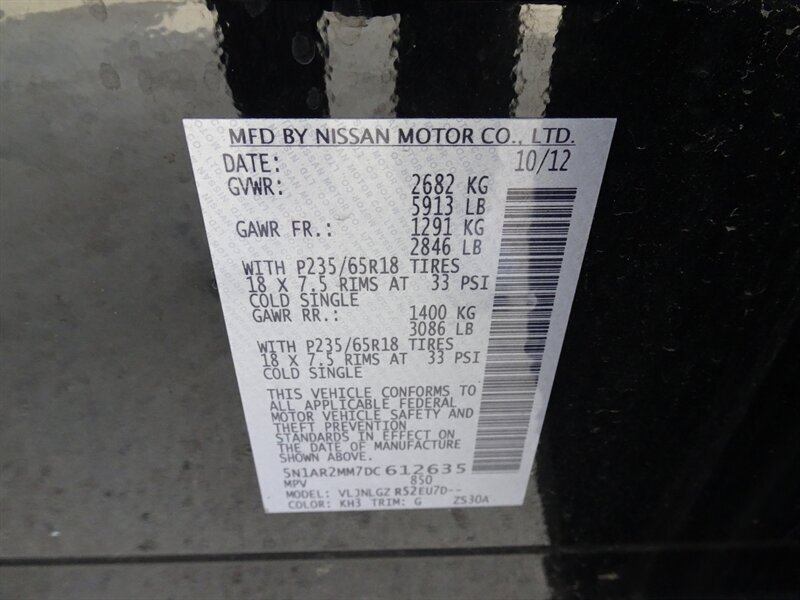 MFD BY NISSAN MOTOR CO., LTD.
DATE: 10/12
GVWR: 2682 KG
5913 LB
GAWR FR.: 1291 KG
2846 LB
WITH P235/65R18 TIRES
18 X 7.5 RIMS AT 33 PSI
COLD SINGLE
GAWR RR.: 1400 KG
3086 LB
WITH P235/65R18 TIRES
18 X 7.5 RIMS AT 33 PSI
COLD SINGLE
THIS VEHICLE CONFORMS TO
ALL APPLICABLE FEDERAL
MOTOR VEHICLE SAFETY AND
THEFT PREVENTION
STANDARDS IN EFFECT ON
THE DATE OF MANUFACTURE
SHOWN ABOVE.
5N1AR2MM7DC612635
MPV 850
MODEL: VLJNLGZ R52EU7D--
COLOR: KH3 TRIM: G ZS30A